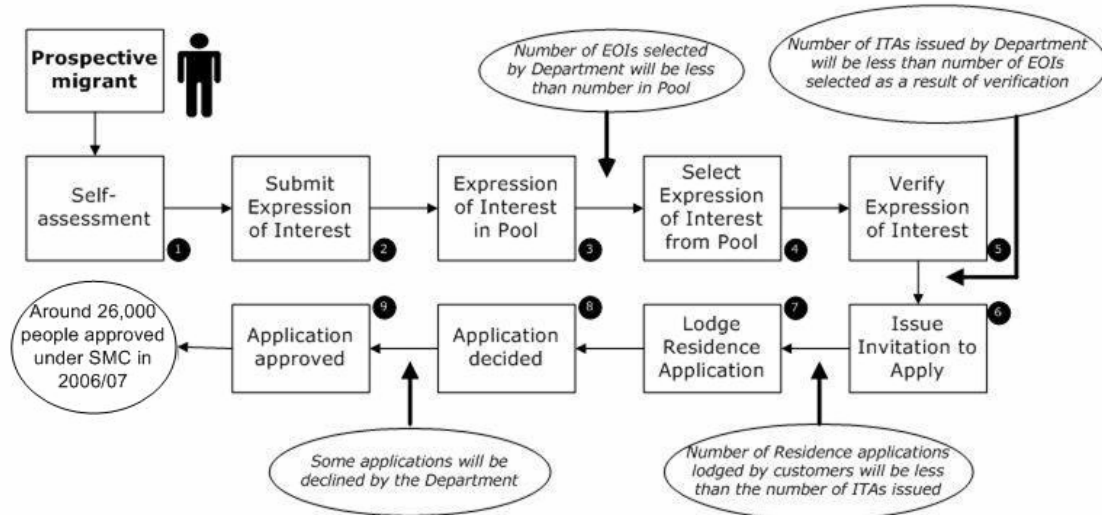 Prospective
migrant
Number of EOIs selected
by Department will be less
than number in Pool
Number of ITAs issued by Department
will be less than number of EOIs
selected as a result of verification
Self-
assessment
1
Submit
Expression
of Interest
2
Expression
of Interest
in Pool
3
Select
Expression
of Interest
from Pool
4
Verify
Expression
of Interest
5
Issue
Invitation to
Apply
6
Lodge
Residence
Application
7
Application
decided
8
Application
approved
9
Around 26,000
people approved
under SMC in
2006/07
Some applications will be
declined by the Department
Number of Residence applications
lodged by customers will be less
than the number of ITAs issued